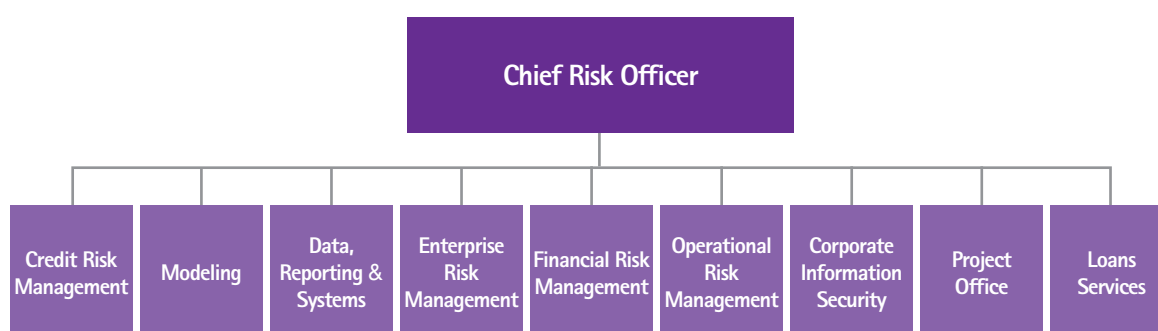 Chief Risk Officer
Credit Risk
Management
Modeling
Data,
Reporting &
Systems
Enterprise
Risk
Management
Financial Risk
Management
Operational
Risk
Management
Corporate
Information
Security
Project
Office
Loans
Services